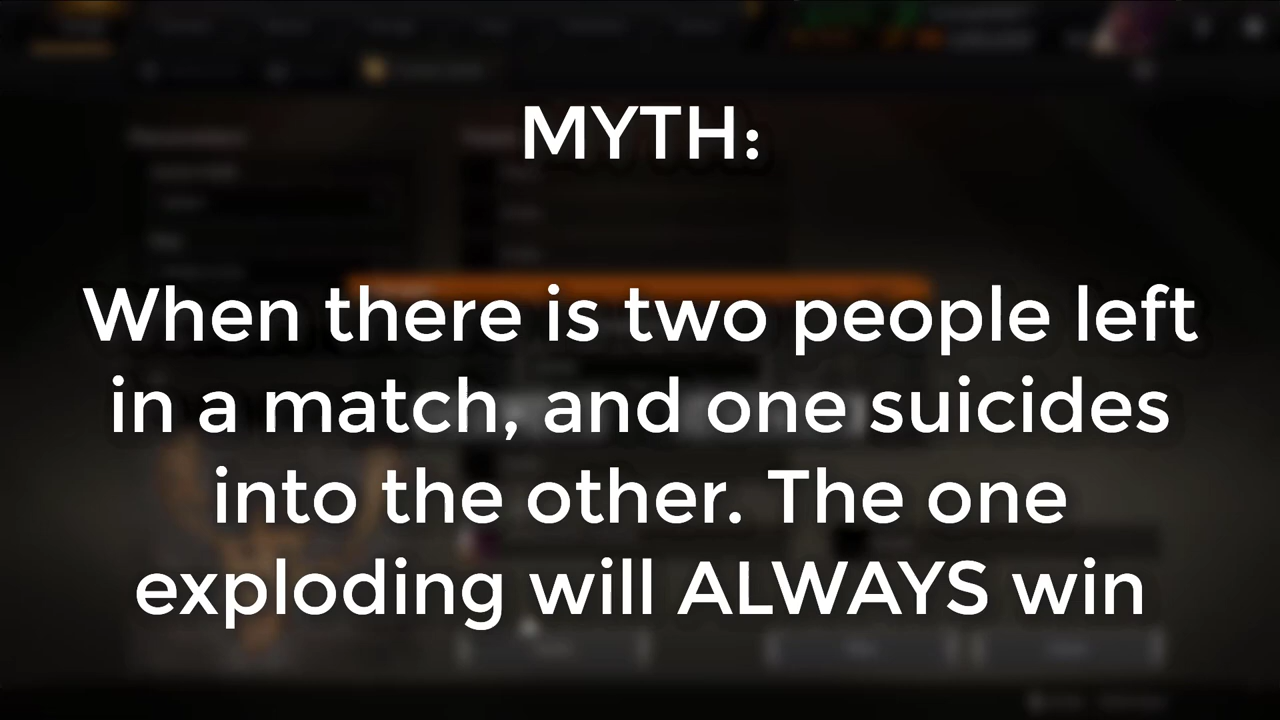 MYTH:
When there is two people left
in a match, and one suicides
into the other. The one
exploding will ALWAYS win